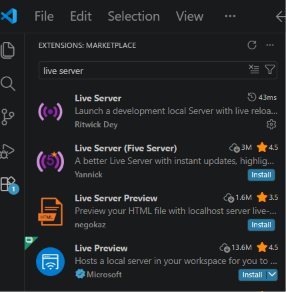 File Edit Selection View ...
EXTENSIONS: MARKETPLACE
live server
Live Server 43ms
Launch a development local Server with live reloa...
Ritwick Dey
Live Server (Five Server) 3M 4.5
A better Live Server with instant updates, highlig...
Yannick Install
Live Server Preview 1.6M 3.5
Preview your HTML file with localhost server live-...
negokaz Install
Live Preview 13.6M 4.5
Hosts a local server in your workspace for you to ...
Microsoft Install
5
HTML
1